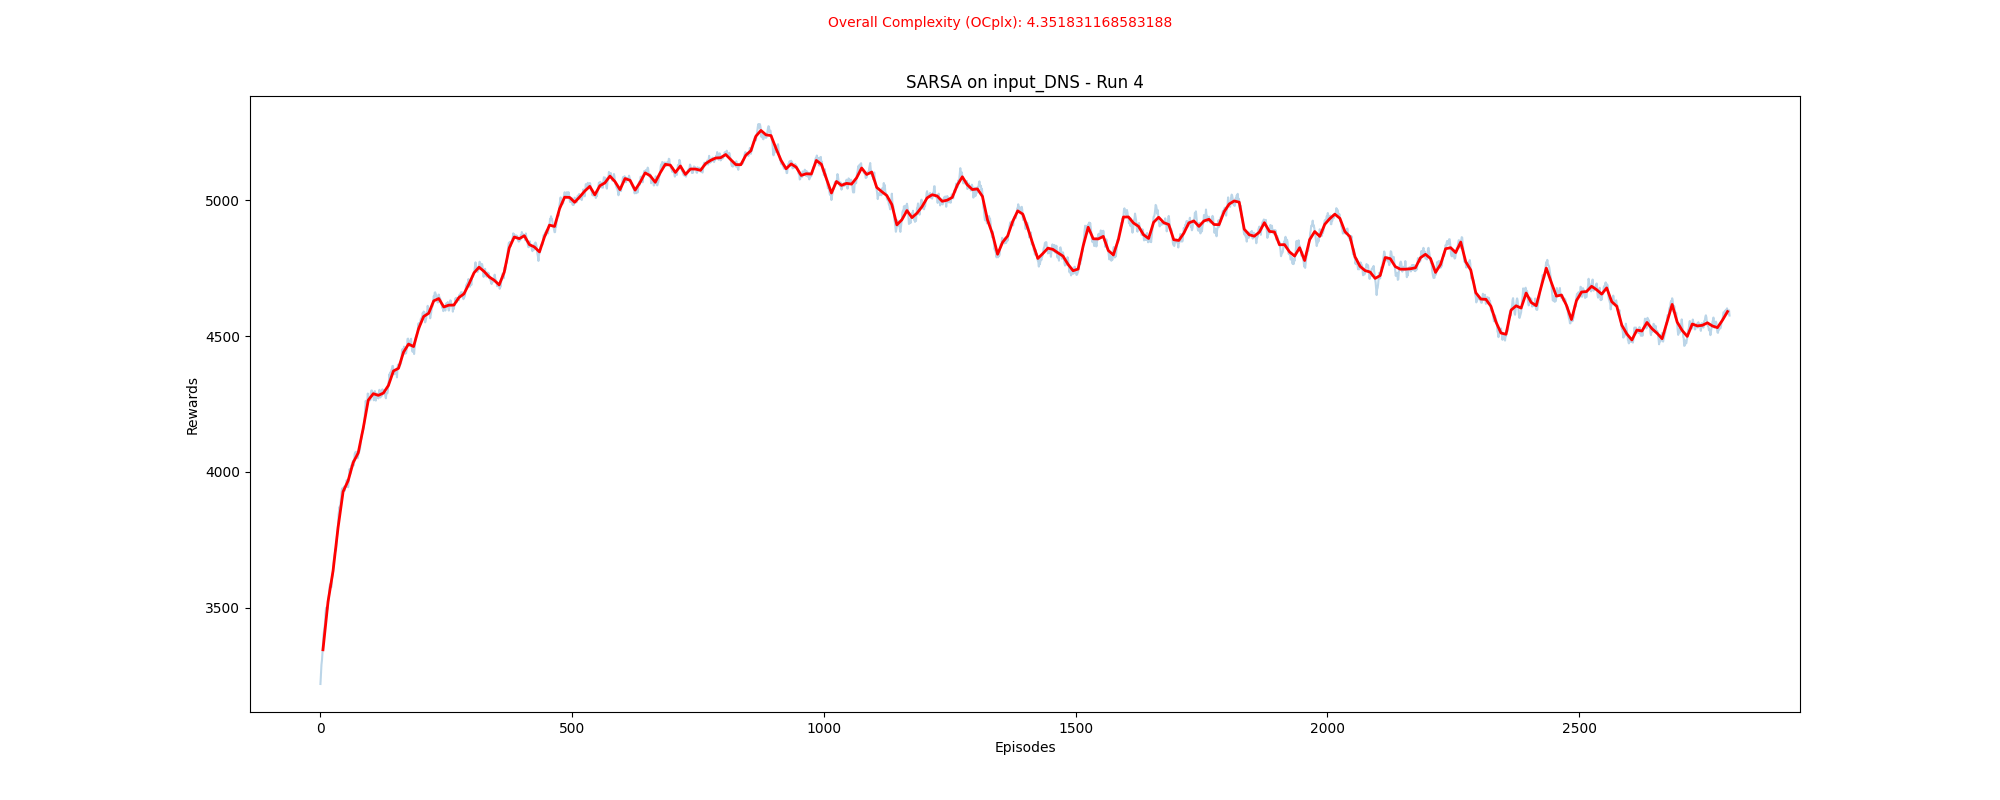 Overall Complexity (OCplx): 4.351831168583188
SARSA on input_DNS - Run 4
Rewards
5000
4500
4000
3500
0 500 1000 1500 2000 2500
Episodes